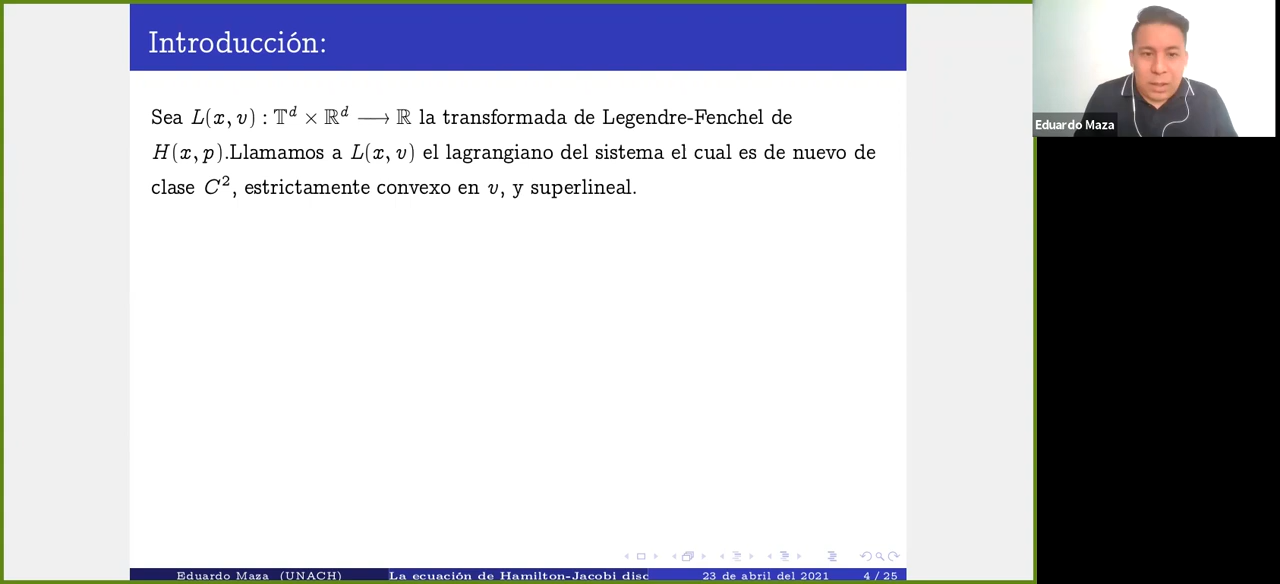 Introducción:
Sea L(x, v) : 𝕋^d × ℝ^d ⟶ ℝ la transformada de Legendre-Fenchel de
H(x, p).Llamamos a L(x, v) el lagrangiano del sistema el cual es de nuevo de
clase C^2, estrictamente convexo en v, y superlineal.
Eduardo Maza (UNACH) La ecuación de Hamilton-Jacobi disc 23 de abril del 2021 4 / 25
Eduardo Maza